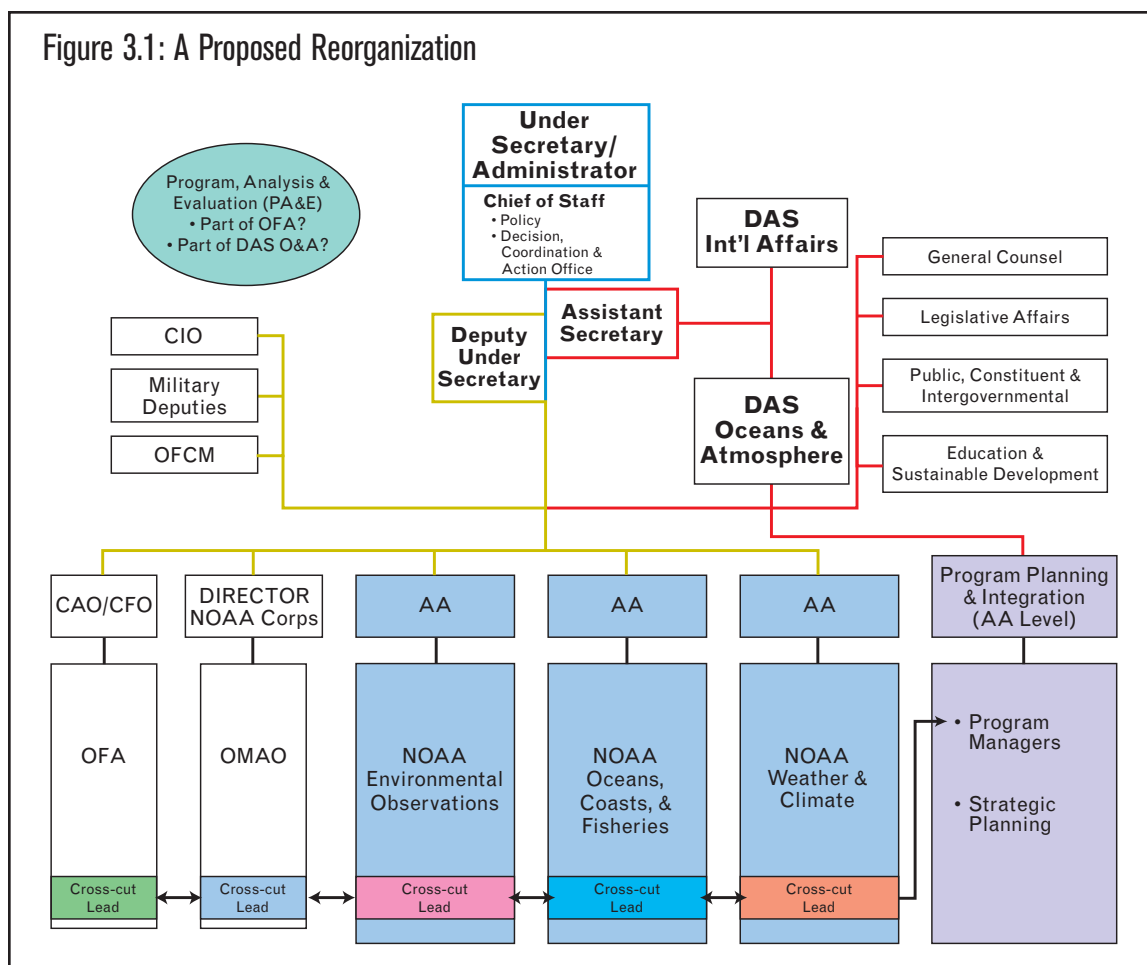 Figure 3.1: A Proposed Reorganization
Under
Secretary/
Administrator
Chief of Staff
• Policy
• Decision,
Coordination &
Action Office
Program, Analysis &
Evaluation (PA&E)
• Part of OFA?
• Part of DAS O&A?
DAS
Int'l Affairs
General Counsel
Legislative Affairs
Public, Constituent &
Intergovernmental
Education &
Sustainable Development
Assistant
Secretary
Deputy
Under
Secretary
DAS
Oceans &
Atmosphere
CIO
Military
Deputies
OFCM
CAO/CFO
DIRECTOR
NOAA Corps
AA
AA
AA
Program Planning
& Integration
(AA Level)
OFA
OMAO
NOAA
Environmental
Observations
NOAA
Oceans,
Coasts, &
Fisheries
NOAA
Weather &
Climate
• Program
Managers
• Strategic
Planning
Cross-cut
Lead
Cross-cut
Lead
Cross-cut
Lead
Cross-cut
Lead
Cross-cut
Lead